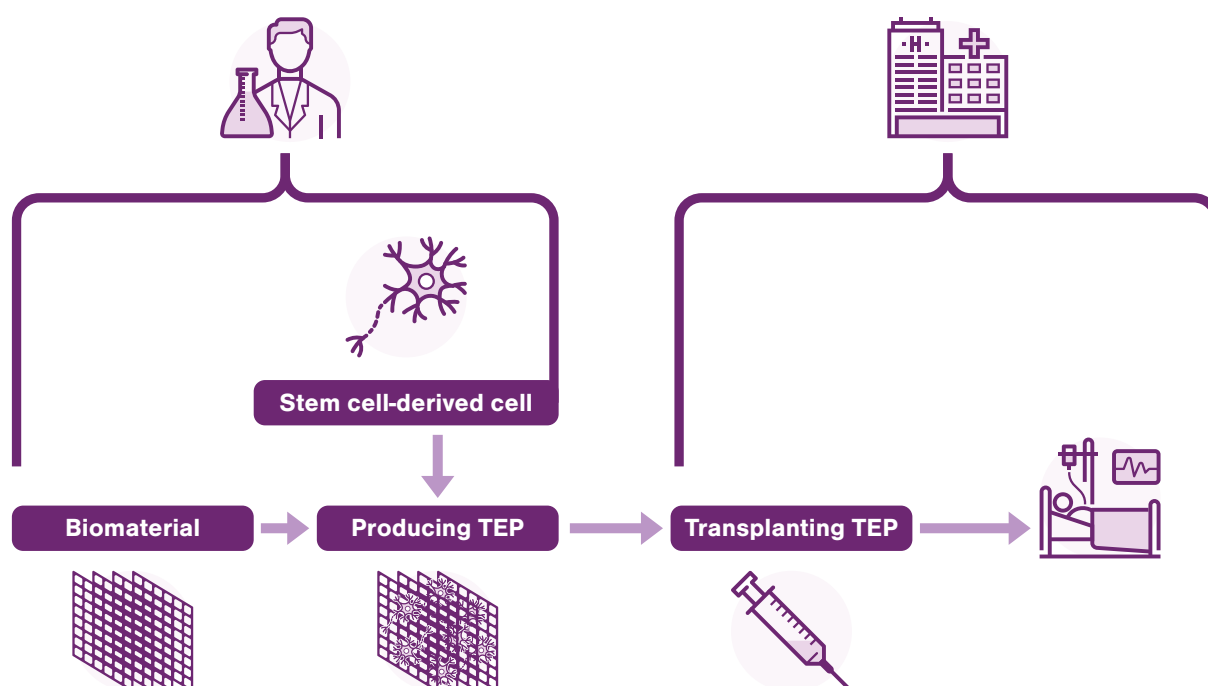 H
Stem cell-derived cell
Biomaterial
Producing TEP
Transplanting TEP